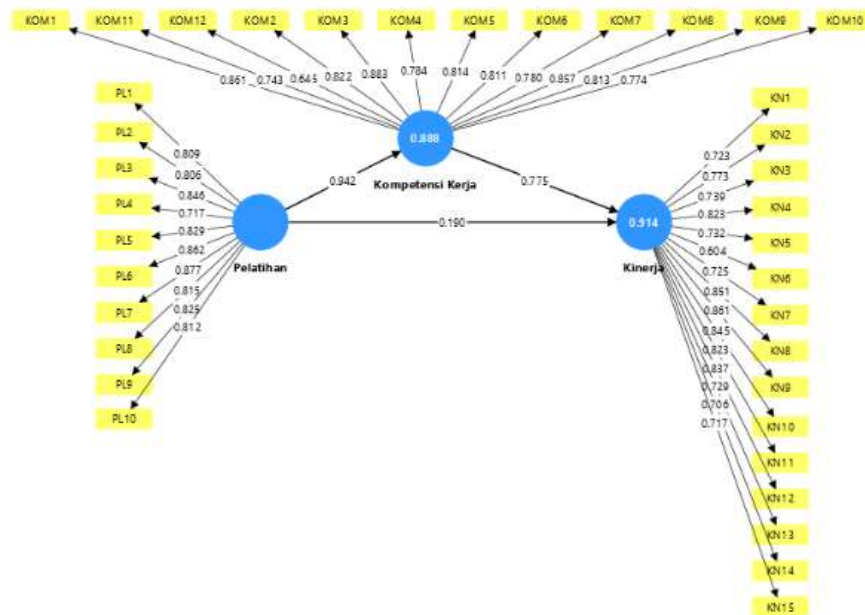 KOM1 KOM11 KOM12 KOM2 KOM3 KOM4 KOM5 KOM6 KOM7 KOM8 KOM9 KOM10
0.861 0.743 0.645 0.822 0.883 0.784 0.814 0.811 0.780 0.857 0.813 0.774
0.888
Kompetensi Kerja
PL1
PL2
PL3
PL4
PL5
PL6
PL7
PL8
PL9
PL10
0.809
0.806
0.846
0.717
0.829
0.862
0.877
0.815
0.825
0.812
Pelatihan
0.942
0.775
0.190
0.914
Kinerja
0.723
0.773
0.739
0.823
0.732
0.604
0.725
0.851
0.861
0.845
0.823
0.837
0.729
0.706
0.717
KN1
KN2
KN3
KN4
KN5
KN6
KN7
KN8
KN9
KN10
KN11
KN12
KN13
KN14
KN15